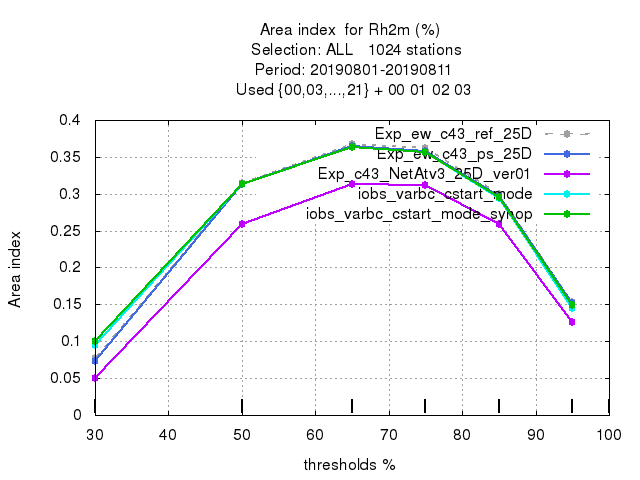 Area index  for Rh2m (%)
Selection: ALL   1024 stations
Period: 20190801-20190811
Used {00,03,...,21} + 00 01 02 03
0.4
0.35
0.3
0.25
0.2
0.15
0.1
0.05
0
Area index
Exp_ew_c43_ref_25D
Exp_ew_c43_ps_25D
Exp_c43_NetAtv3_25D_ver01
iobs_varbc_cstart_mode
iobs_varbc_cstart_mode_synop
30 40 50 60 70 80 90 100
thresholds %